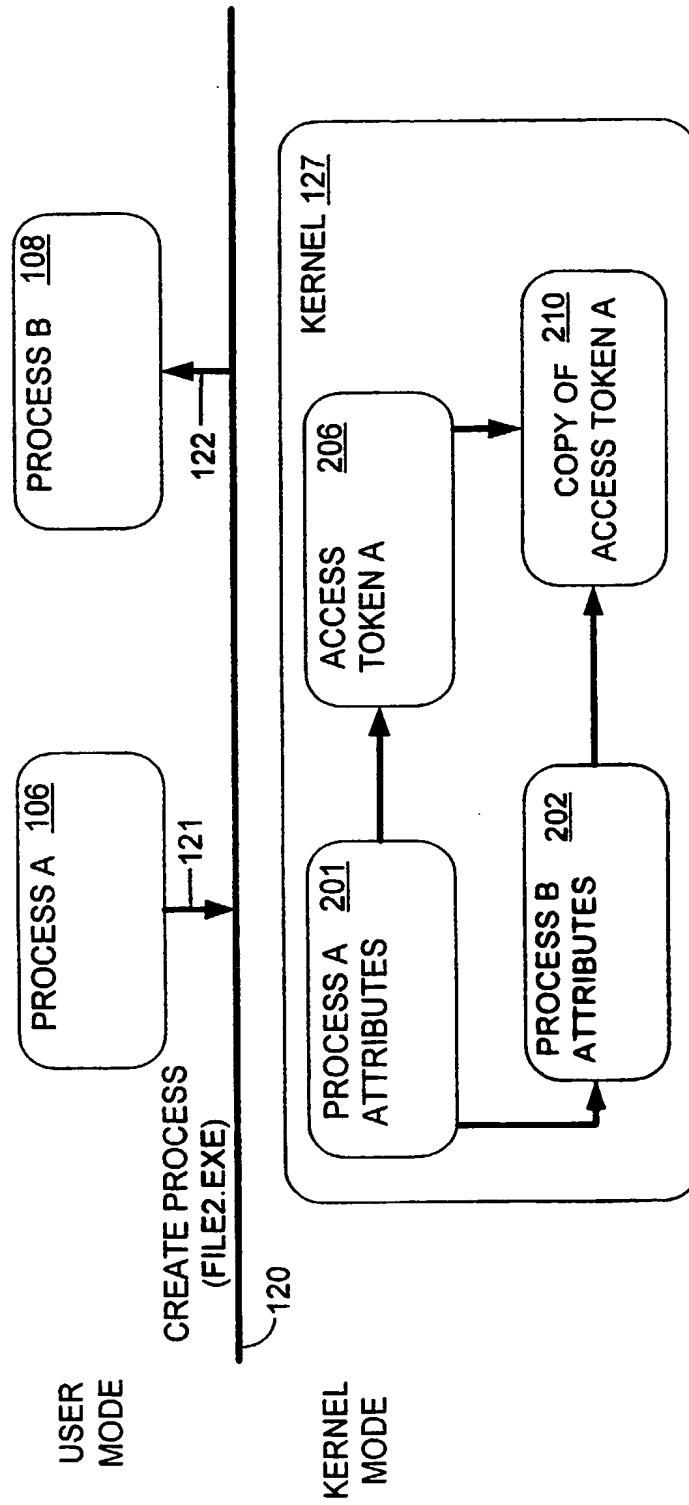 USER
MODE
CREATE PROCESS
(FILE2.EXE)
PROCESS A 106
121
PROCESS B 108
122
120
KERNEL
MODE
KERNEL 127
PROCESS A 201
ATTRIBUTES
ACCESS 206
TOKEN A
PROCESS B 202
ATTRIBUTES
COPY OF 210
ACCESS TOKEN A